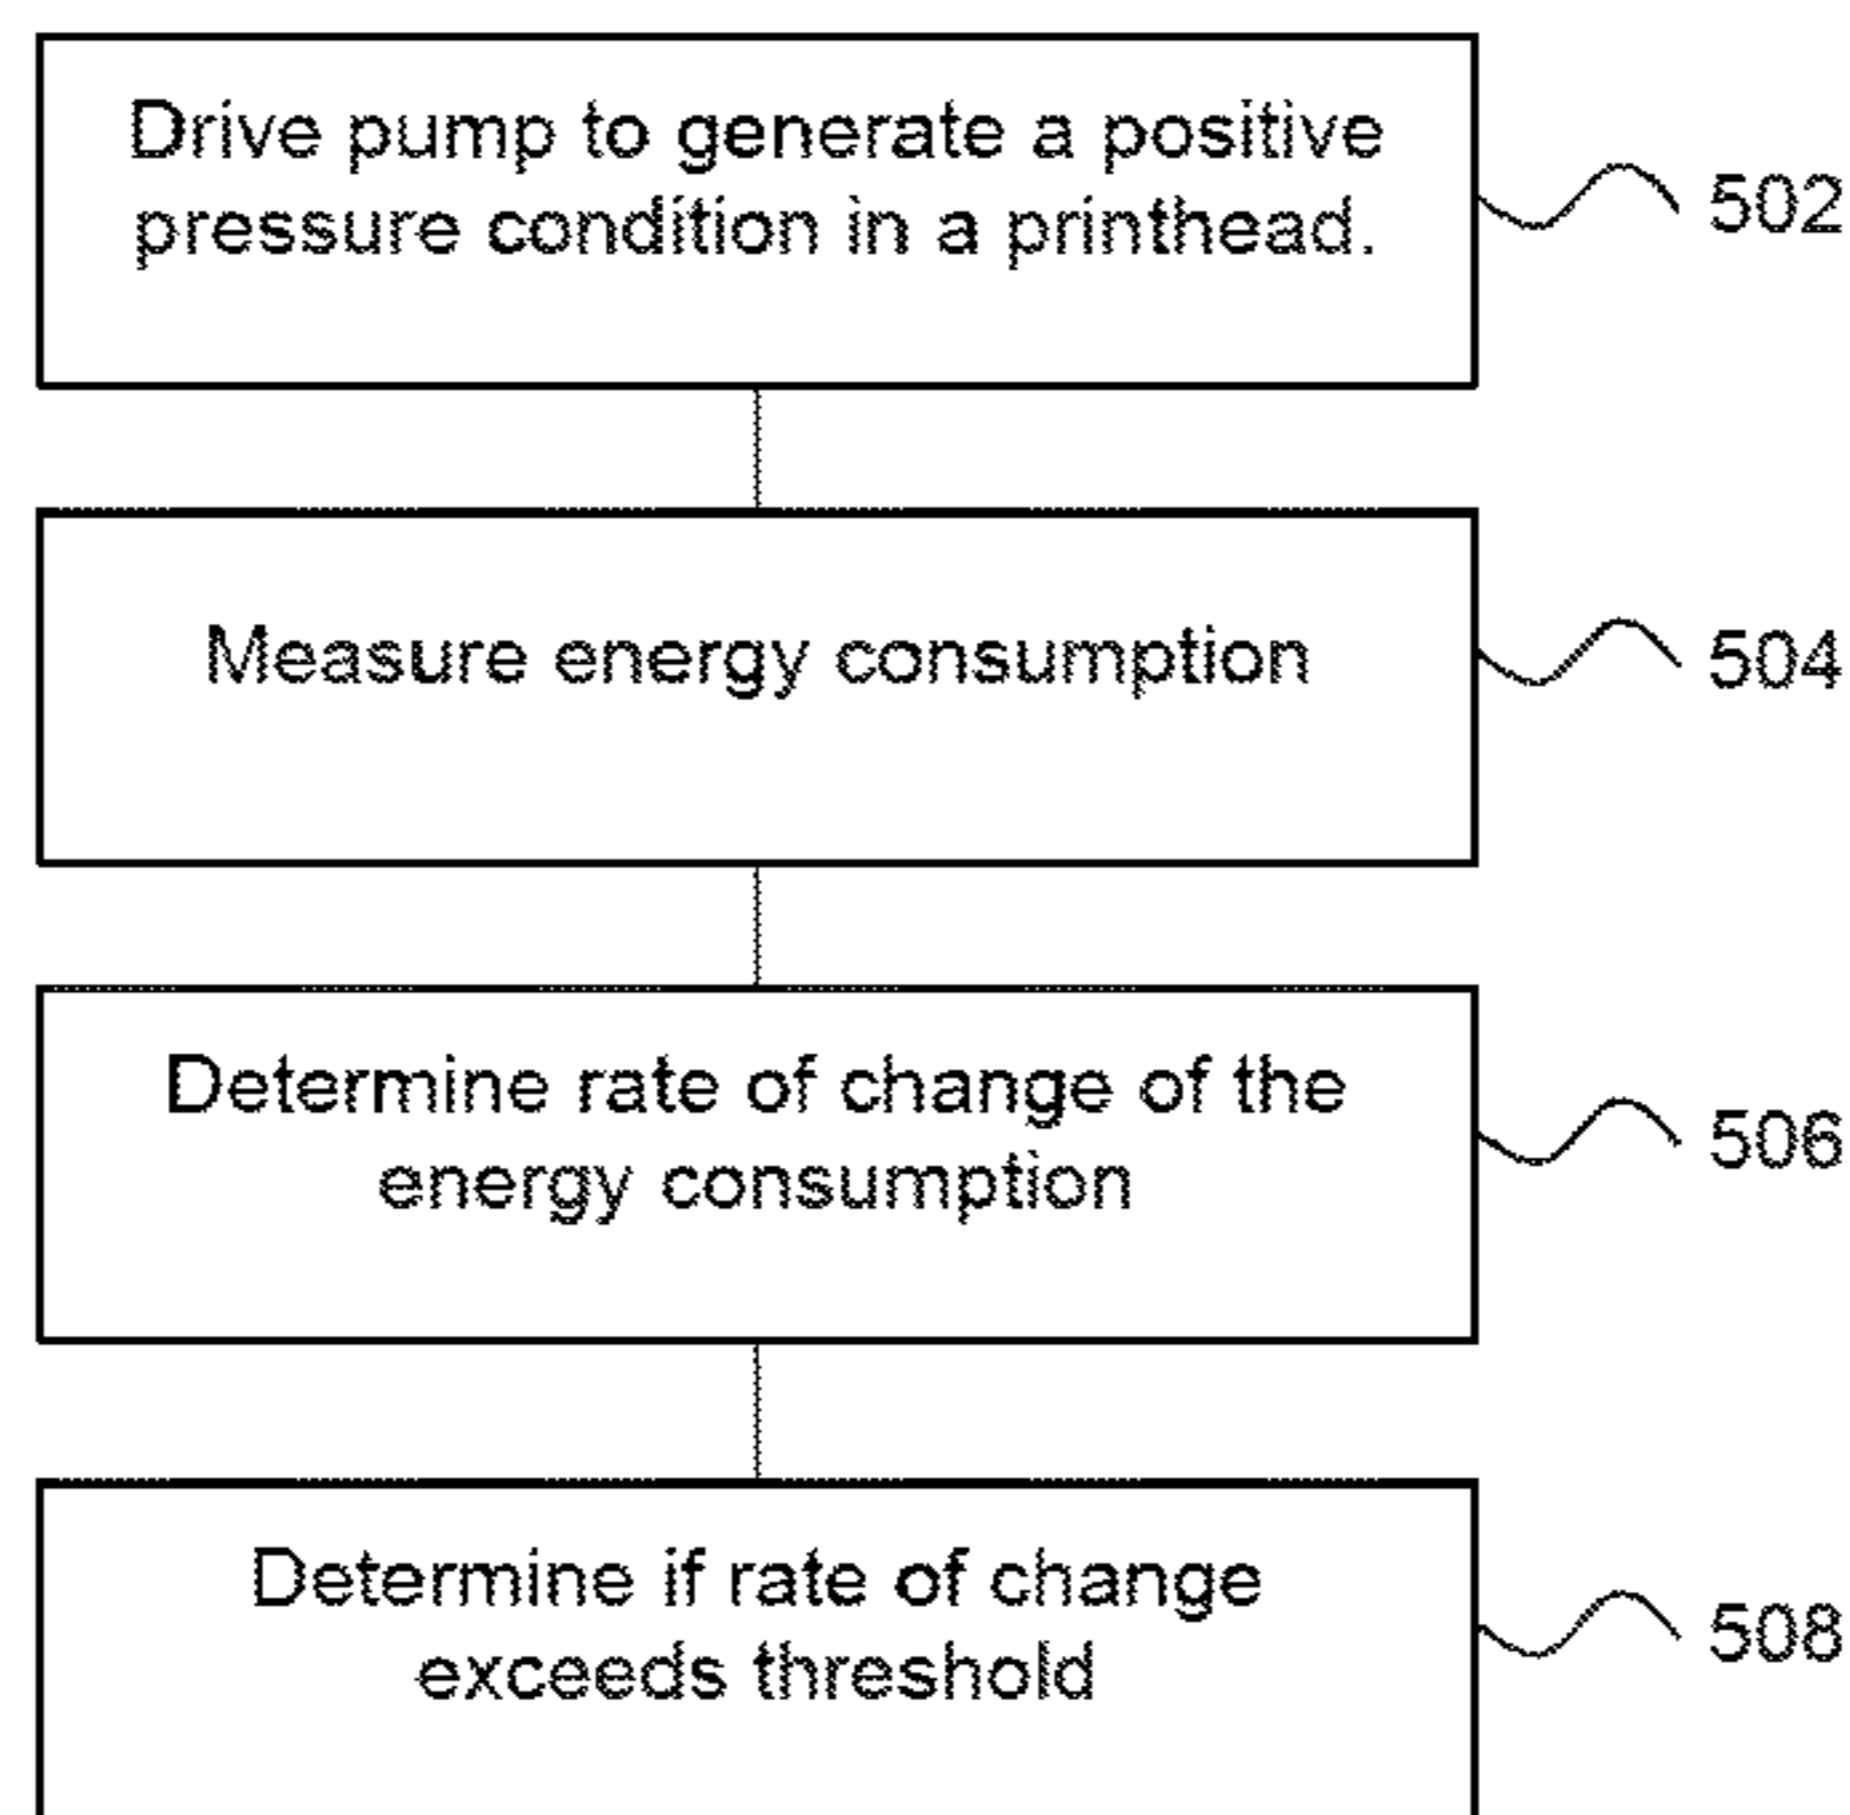 Drive pump to generate a positive
pressure condition in a printhead.
502
Measure energy consumption
504
Determine rate of change of the
energy consumption
506
Determine if rate of change
exceeds threshold
508